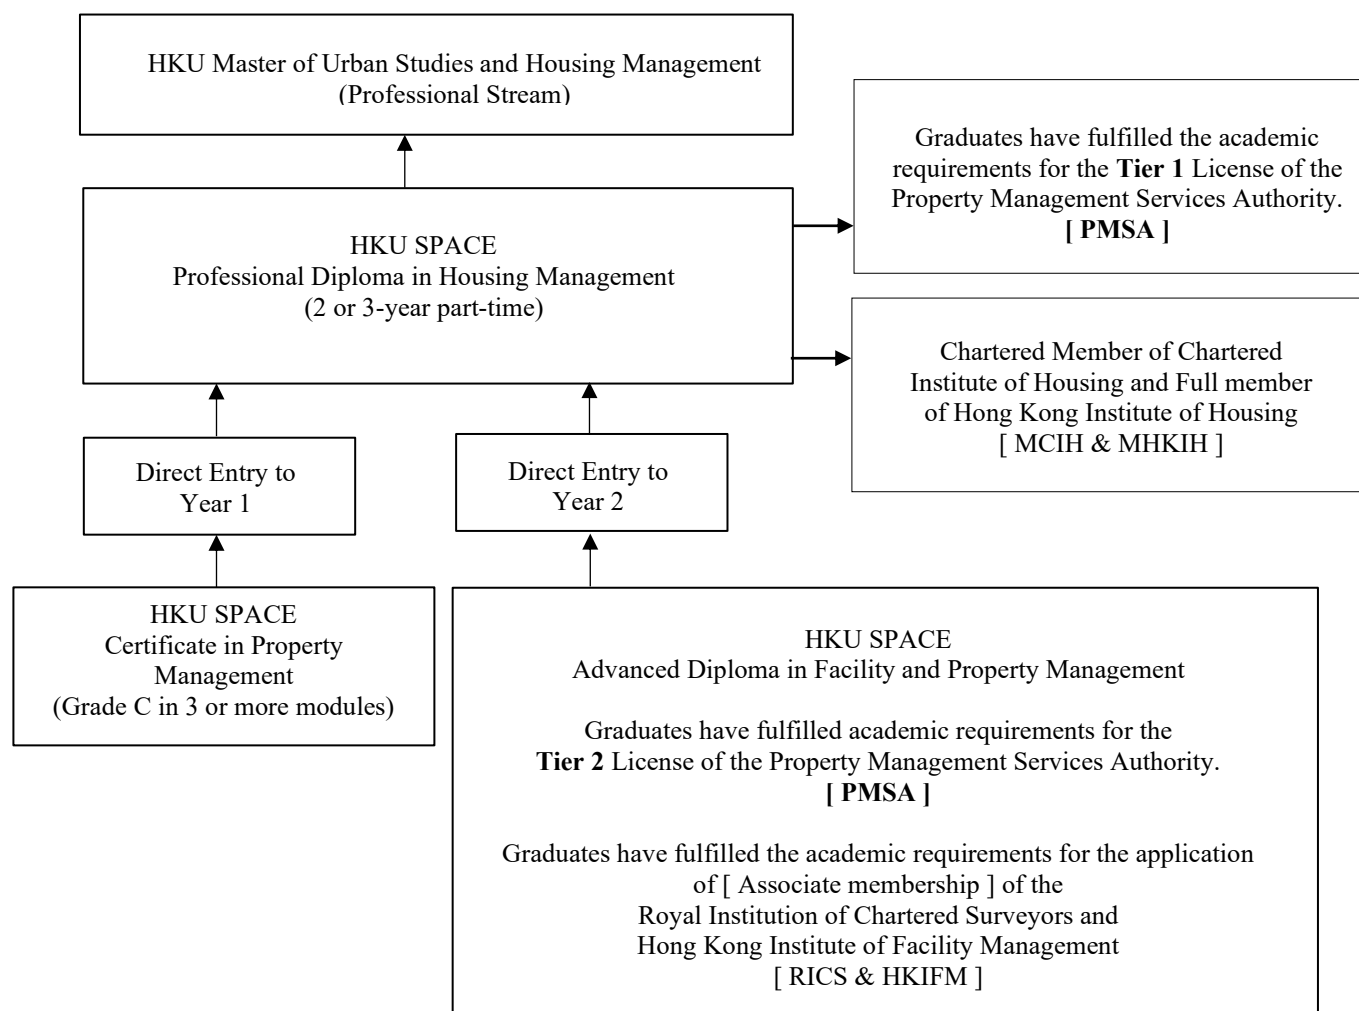 HKU Master of Urban Studies and Housing Management
(Professional Stream)
Graduates have fulfilled the academic
requirements for the Tier 1 License of the
Property Management Services Authority.
[ PMSA ]
HKU SPACE
Professional Diploma in Housing Management
(2 or 3-year part-time)
Chartered Member of Chartered
Institute of Housing and Full member
of Hong Kong Institute of Housing
[ MCIH & MHKIH ]
Direct Entry to
Year 1
Direct Entry to
Year 2
HKU SPACE
Certificate in Property
Management
(Grade C in 3 or more modules)
HKU SPACE
Advanced Diploma in Facility and Property Management
Graduates have fulfilled academic requirements for the
Tier 2 License of the Property Management Services Authority.
[ PMSA ]
Graduates have fulfilled the academic requirements for the application
of [ Associate membership ] of the
Royal Institution of Chartered Surveyors and
Hong Kong Institute of Facility Management
[ RICS & HKIFM ]